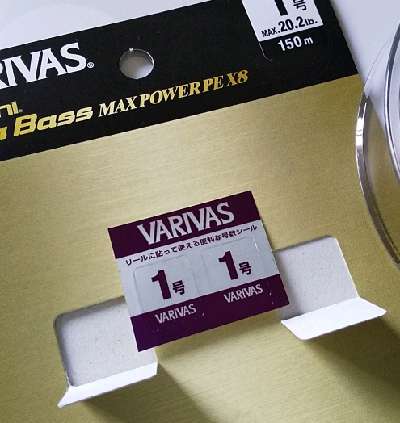 RIVAS®
1号
MAX.20.2lb.
150m
Bass MAX POWER PE X8
VARIVAS
リールに貼って使える便利な号数シール
1号 1号
VARIVAS VARIVAS